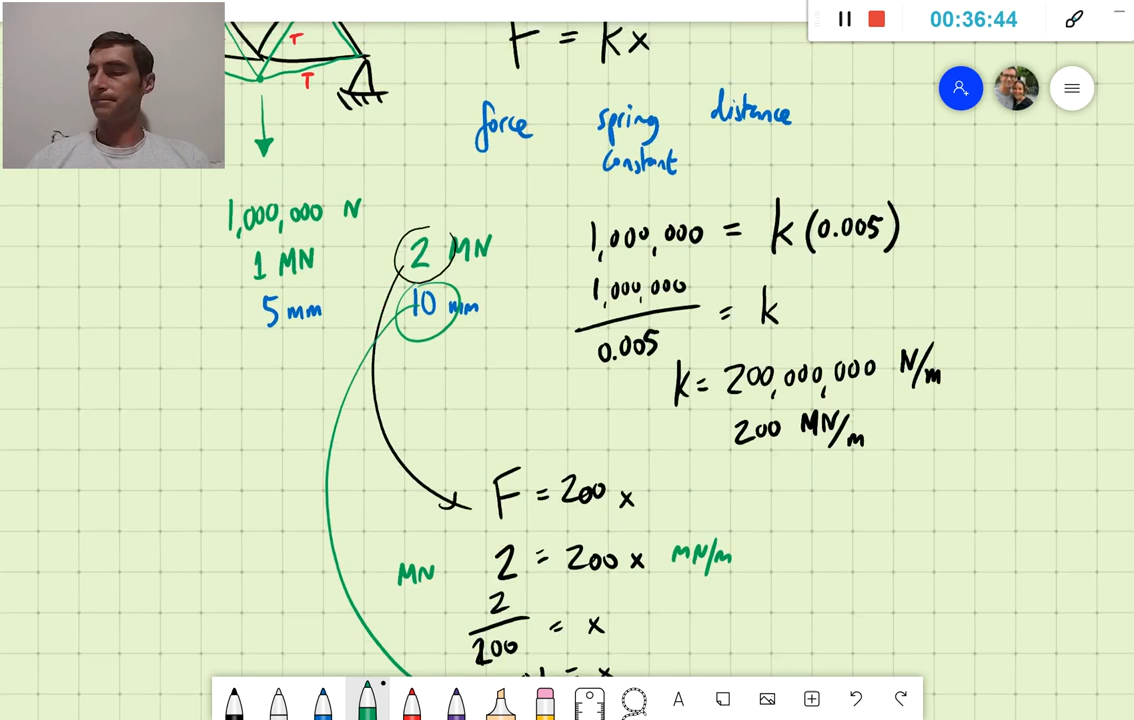 00:36:44
T
T
F = kx
force spring constant distance
1,000,000 N
1 MN
5 mm
2 MN
10 mm
1,000,000 = k (0.005)
1,000,000 / 0.005 = k
k = 200,000,000 N/m
200 MN/m
F = 200 x
MN 2 = 200 x MN/m
2 / 200 = x
= x
A